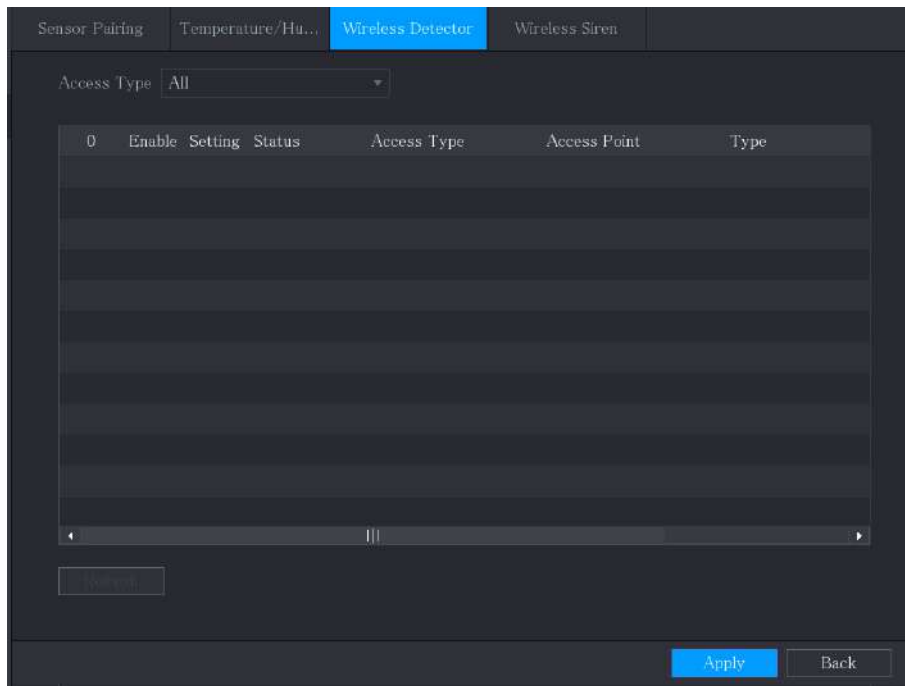 Sensor Pairing Temperature/Hu... Wireless Detector Wireless Siren
Access Type All
0 Enable Setting Status Access Type Access Point Type
Apply Back